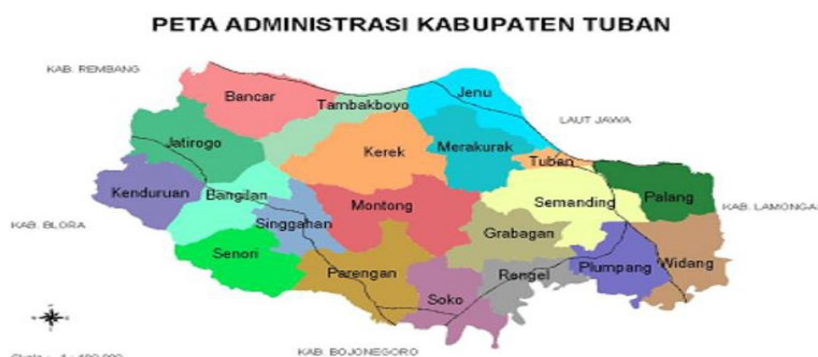 PETA ADMINISTRASI KABUPATEN TUBAN
KAB. REMBANG
Bancar
Tambakboyo
Jenu
LAUT JAWA
Jatirogo
Kerek
Merakurak
Tuban
Kenduruan
Bangilan
Montong
Semanding
Palang
KAB. LAMONGA
KAB. BLORA
Singgahan
Grabagan
Senori
Parengan
Rengel
Plumpang
Widang
Soko
KAB. BOJONEGORO